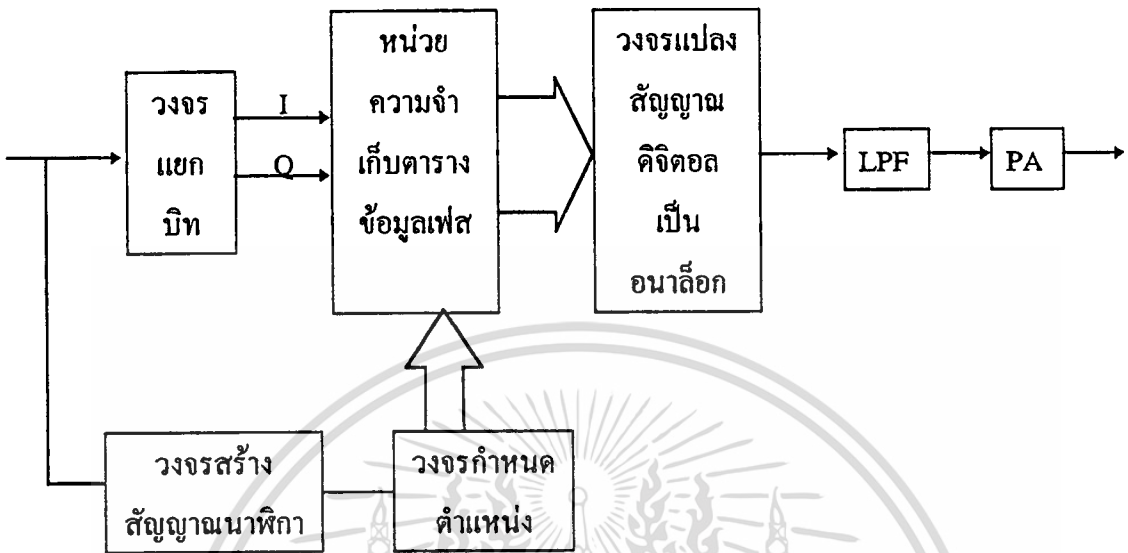 วงจร
แยก
บิท
I
Q
หน่วย
ความจำ
เก็บตาราง
ข้อมูลเฟส
วงจรแปลง
สัญญาณ
ดิจิตอล
เป็น
อนาล็อก
LPF
PA
วงจรสร้าง
สัญญาณนาฬิกา
วงจรกำหนด
ตำแหน่ง